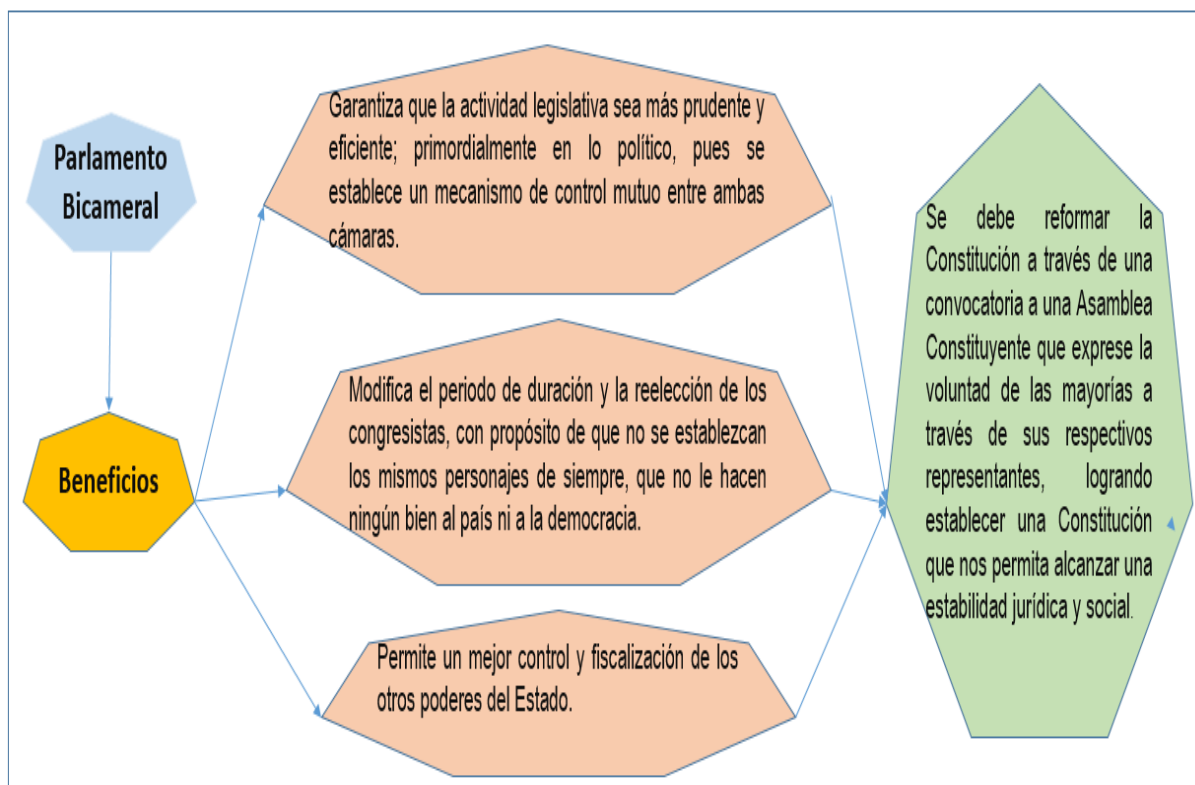 Parlamento
Bicameral
Beneficios
Garantiza que la actividad legislativa sea más prudente y
eficiente; primordialmente en lo político, pues se
establece un mecanismo de control mutuo entre ambas
cámaras.
Modifica el periodo de duración y la reelección de los
congresistas, con propósito de que no se establezcan
los mismos personajes de siempre, que no le hacen
ningún bien al país ni a la democracia.
Permite un mejor control y fiscalización de los
otros poderes del Estado.
Se debe reformar la
Constitución a través de una
convocatoria a una Asamblea
Constituyente que exprese la
voluntad de las mayorías a
través de sus respectivos
representantes, logrando
establecer una Constitución
que nos permita alcanzar una
estabilidad jurídica y social.